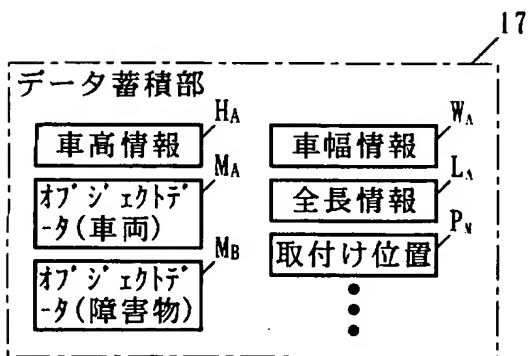 17
データ蓄積部
HA
車高情報
WA
車幅情報
MA
オブジェクトデ
ータ(車両)
LA
全長情報
MB
オブジェクトデ
ータ(障害物)
PN
取付け位置